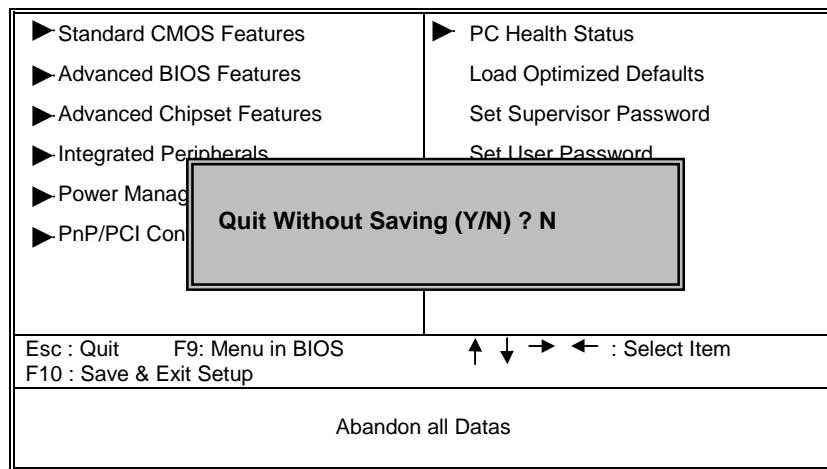 Standard CMOS Features
Advanced BIOS Features
Advanced Chipset Features
Integrated Peripherals
Power Manag
PnP/PCI Con
PC Health Status
Load Optimized Defaults
Set Supervisor Password
Set User Password
Quit Without Saving (Y/N) ? N
Esc : Quit F9: Menu in BIOS : Select Item
F10 : Save & Exit Setup
Abandon all Datas